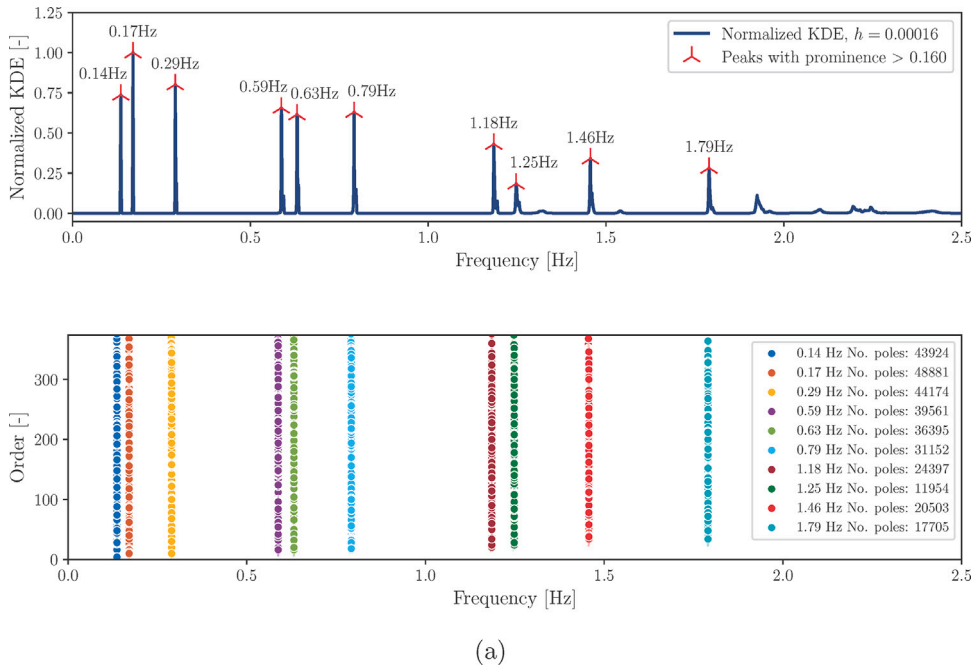 1.25
1.00
0.75
0.50
0.25
0.00
Normalized KDE [-]
0.14Hz
0.17Hz
0.29Hz
0.59Hz
0.63Hz
0.79Hz
1.18Hz
1.25Hz
1.46Hz
1.79Hz
Normalized KDE, h = 0.00016
Peaks with prominence > 0.160
0.0 0.5 1.0 1.5 2.0 2.5
Frequency [Hz]
300
200
100
0
Order [-]
0.14 Hz No. poles: 43924
0.17 Hz No. poles: 48881
0.29 Hz No. poles: 44174
0.59 Hz No. poles: 39561
0.63 Hz No. poles: 36395
0.79 Hz No. poles: 31152
1.18 Hz No. poles: 24397
1.25 Hz No. poles: 11954
1.46 Hz No. poles: 20503
1.79 Hz No. poles: 17705
0.0 0.5 1.0 1.5 2.0 2.5
Frequency [Hz]
(a)